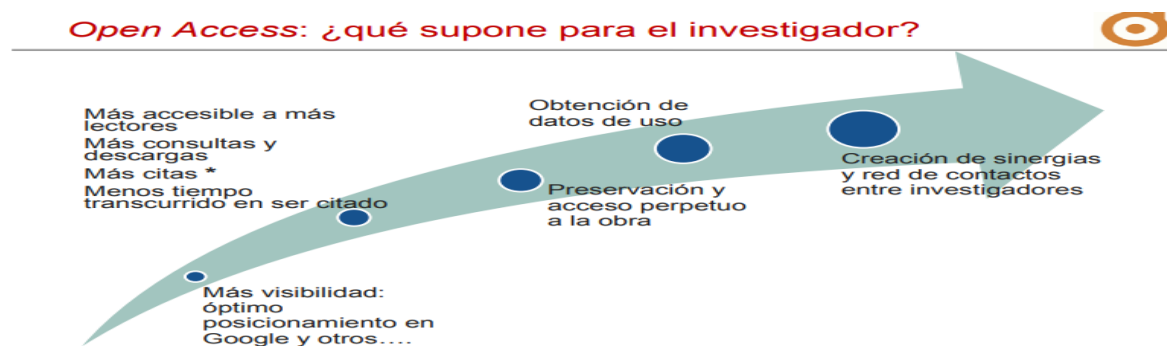 Open Access: ¿qué supone para el investigador?
Más accesible a más
lectores
Más consultas y
descargas
Más citas *
Menos tiempo
transcurrido en ser citado
Obtención de
datos de uso
Creación de sinergias
y red de contactos
entre investigadores
Preservación y
acceso perpetuo
a la obra
Más visibilidad:
óptimo
posicionamiento en
Google y otros....